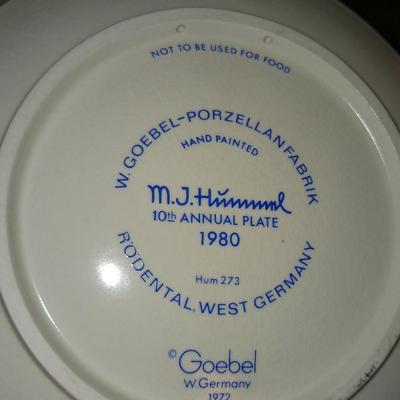 NOT TO BE USED FOR FOOD
W. GOEBEL-PORZELLANFABRIK
HAND PAINTED
M.J.Hummel
10th ANNUAL PLATE
1980
Hum 273
RÖDENTAL, WEST GERMANY
© Goebel
W.Germany
1972